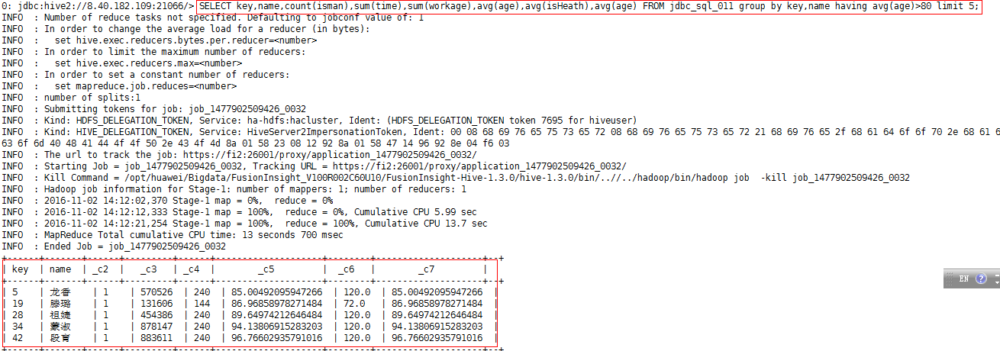 0: jdbc:hive2://8.40.182.109:21066/> SELECT key,name,count(isman),sum(time),sum(workage),avg(age),avg(isHeath),avg(age) FROM jdbc_sql_011 group by key,name having avg(age)>80 limit 5;
INFO  : Number of reduce tasks not specified. Defaulting to jobconf value of: 1
INFO  : In order to change the average load for a reducer (in bytes):
INFO  :   set hive.exec.reducers.bytes.per.reducer=<number>
INFO  : In order to limit the maximum number of reducers:
INFO  :   set hive.exec.reducers.max=<number>
INFO  : In order to set a constant number of reducers:
INFO  :   set mapreduce.job.reduces=<number>
INFO  : number of splits:1
INFO  : Submitting tokens for job: job_1477902509426_0032
INFO  : Kind: HDFS_DELEGATION_TOKEN, Service: ha-hdfs:hacluster, Ident: (HDFS_DELEGATION_TOKEN token 7695 for hiveuser)
INFO  : Kind: HIVE_DELEGATION_TOKEN, Service: HiveServer2ImpersonationToken, Ident: 00 08 68 69 76 65 75 73 65 72 08 68 69 76 65 75 73 65 72 21 68 69 76 65 2f 68 61 64 6f 6f 70 2e 68 61 6
63 6f 6d 40 48 41 44 4f 4f 50 2e 43 4f 4d 8a 01 58 23 08 12 92 8a 01 58 47 14 96 92 8e 04 f6 03
INFO  : The url to track the job: https://fi2:26001/proxy/application_1477902509426_0032/
INFO  : Starting Job = job_1477902509426_0032, Tracking URL = https://fi2:26001/proxy/application_1477902509426_0032/
INFO  : Kill Command = /opt/huawei/Bigdata/FusionInsight_V100R002C60U10/FusionInsight-Hive-1.3.0/hive-1.3.0/bin/..//../hadoop/bin/hadoop job  -kill job_1477902509426_0032
INFO  : Hadoop job information for Stage-1: number of mappers: 1; number of reducers: 1
INFO  : 2016-11-02 14:12:02,370 Stage-1 map = 0%,  reduce = 0%
INFO  : 2016-11-02 14:12:12,333 Stage-1 map = 100%,  reduce = 0%, Cumulative CPU 5.99 sec
INFO  : 2016-11-02 14:12:21,254 Stage-1 map = 100%,  reduce = 100%, Cumulative CPU 13.7 sec
INFO  : MapReduce Total cumulative CPU time: 13 seconds 700 msec
INFO  : Ended Job = job_1477902509426_0032
| key | name | _c2 | _c3 | _c4 | _c5 | _c6 | _c7 |
| 5 | 龙香 | 1 | 570526 | 240 | 85.00492095947266 | 120.0 | 85.00492095947266 |
| 19 | 滕璐 | 1 | 131606 | 144 | 86.96858978271484 | 72.0 | 86.96858978271484 |
| 28 | 祖婕 | 1 | 454386 | 240 | 89.64974212646484 | 120.0 | 89.64974212646484 |
| 34 | 蒙淑 | 1 | 878147 | 240 | 94.13806915283203 | 120.0 | 94.13806915283203 |
| 42 | 段育 | 1 | 883611 | 240 | 96.76602935791016 | 120.0 | 96.76602935791016 |
EN